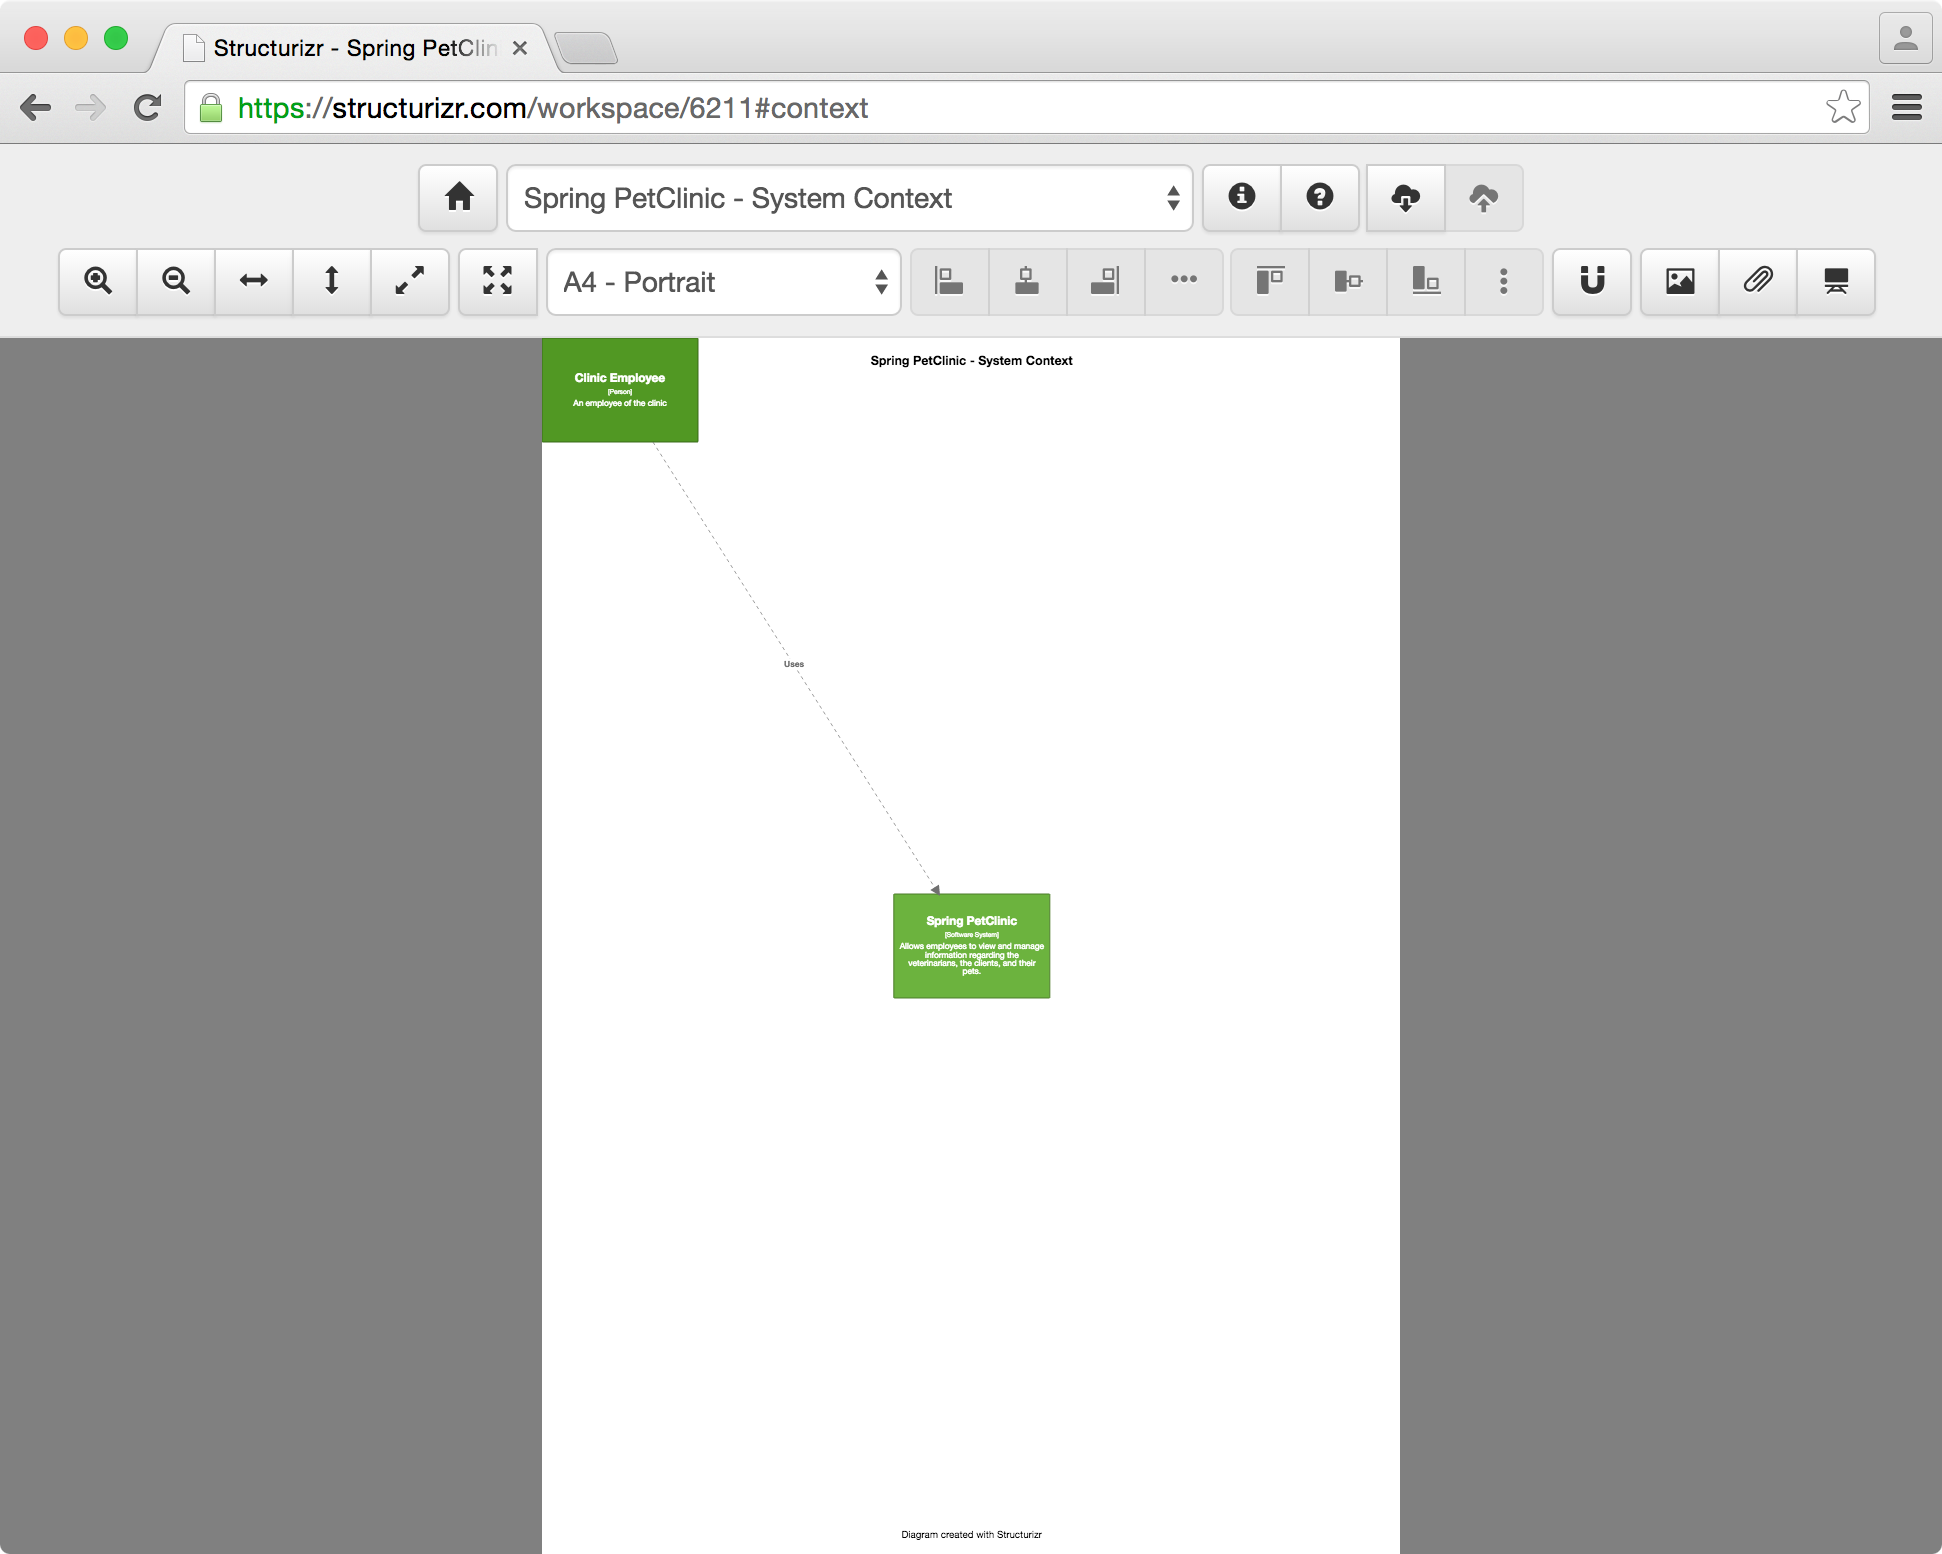 Structurizr - Spring PetClin
https://structurizr.com/workspace/6211#context
Spring PetClinic - System Context
A4 - Portrait
Spring PetClinic - System Context
Clinic Employee
[Person]
An employee of the clinic
Uses
Spring PetClinic
[Software System]
Allows employees to view and manage
information regarding the
veterinarians, the clients, and their
pets.
Diagram created with Structurizr